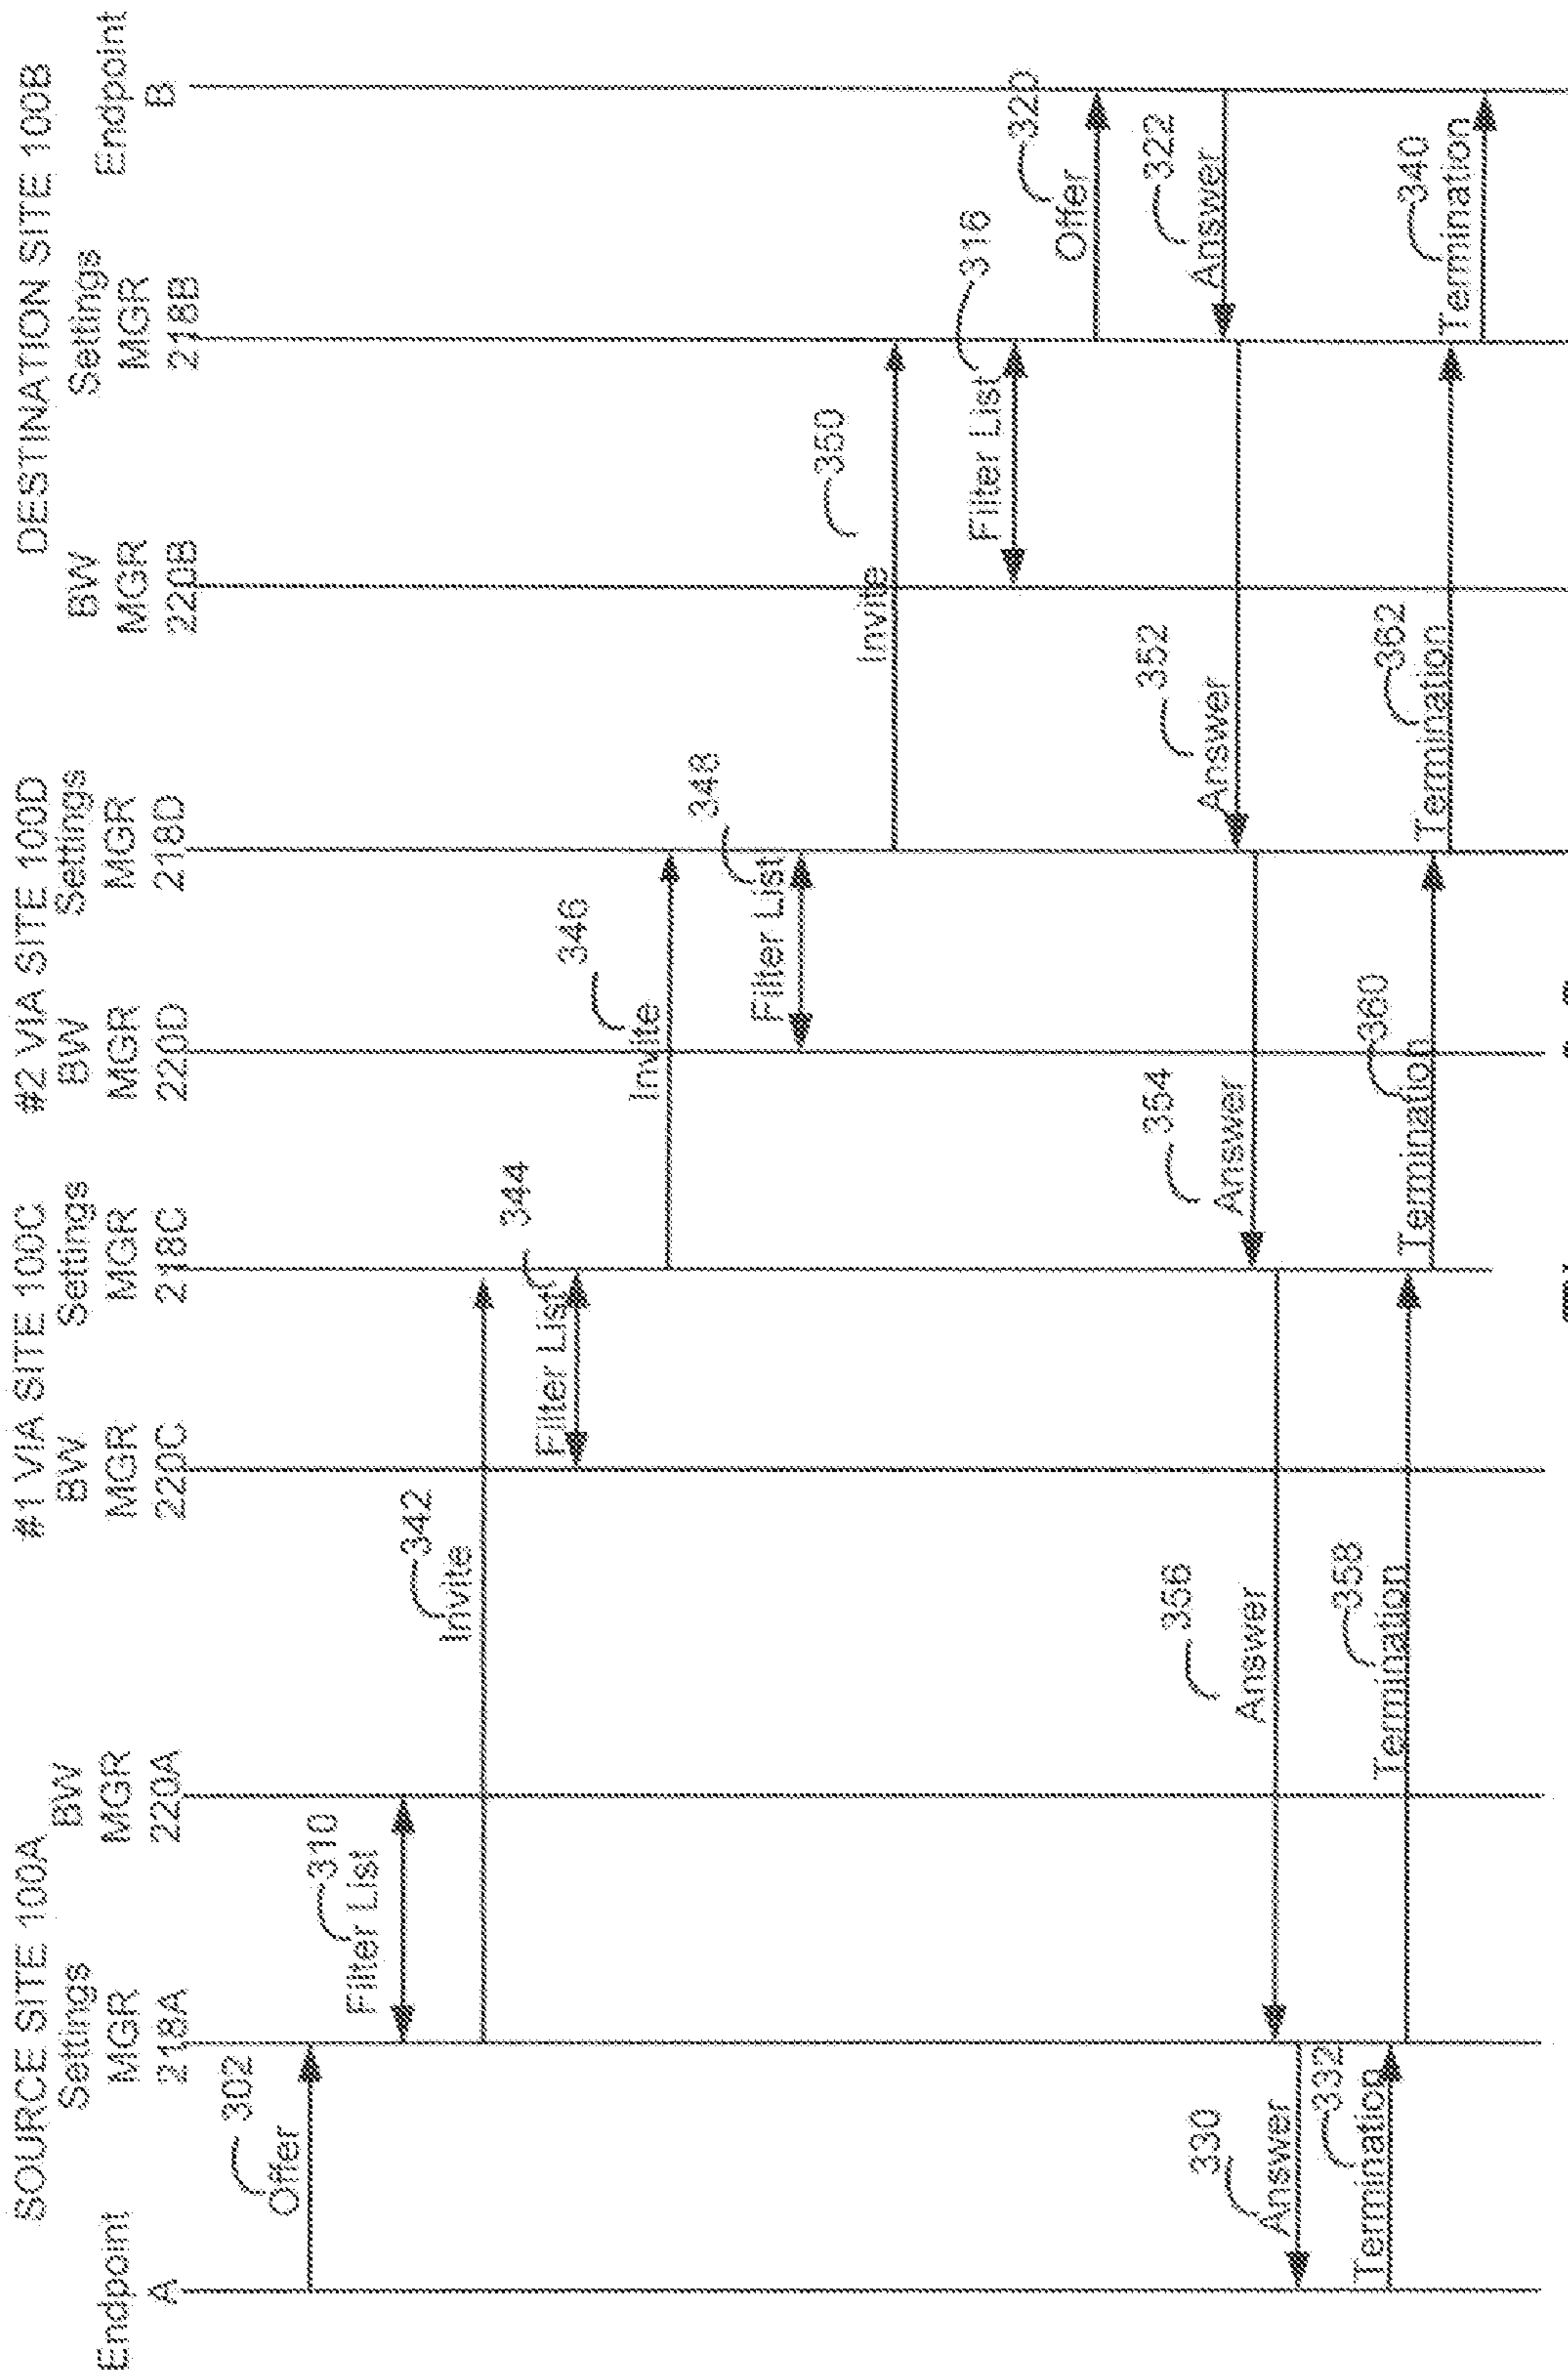 SOURCE SITE 100A
#1 VIA SITE 100C
#2 VIA SITE 100D
DESTINATION SITE 100B
Endpoint
A
Settings
MGR
218A
BW
MGR
220A
BW
MGR
220C
Settings
MGR
218C
BW
MGR
220D
Settings
MGR
218D
BW
MGR
220B
Settings
MGR
218B
Endpoint
B
302
Offer
310
Filter List
342
Invite
344
Filter List
346
Invite
348
Filter List
350
Invite
316
Filter List
320
Offer
322
Answer
352
Answer
354
Answer
356
Answer
330
Answer
332
Termination
358
Termination
360
Termination
362
Termination
340
Termination